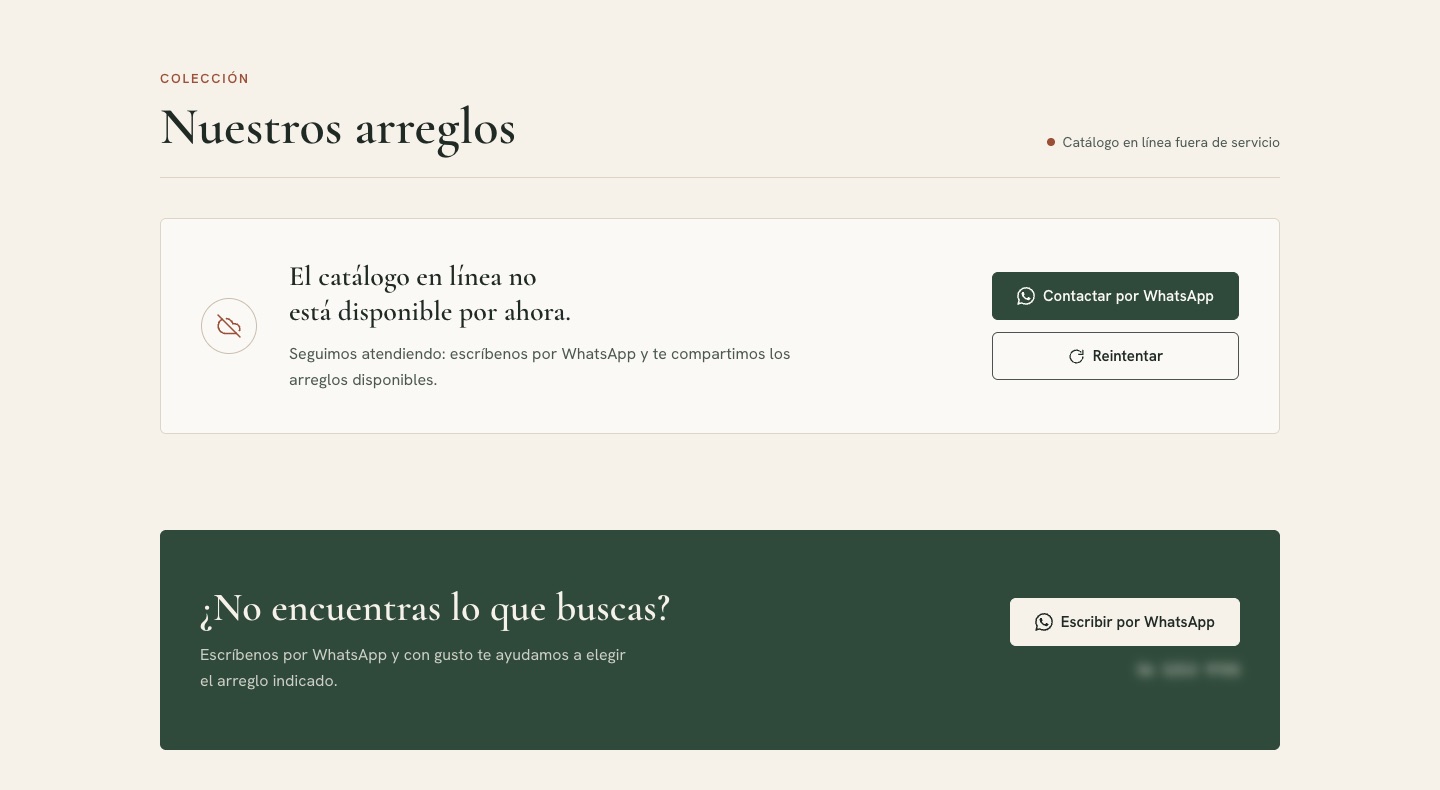 COLECCIÓN
Nuestros arreglos
Catálogo en línea fuera de servicio
El catálogo en línea no
está disponible por ahora.
Seguimos atendiendo: escríbenos por WhatsApp y te compartimos los
arreglos disponibles.
Contactar por WhatsApp
Reintentar
¿No encuentras lo que buscas?
Escríbenos por WhatsApp y con gusto te ayudamos a elegir
el arreglo indicado.
Escribir por WhatsApp